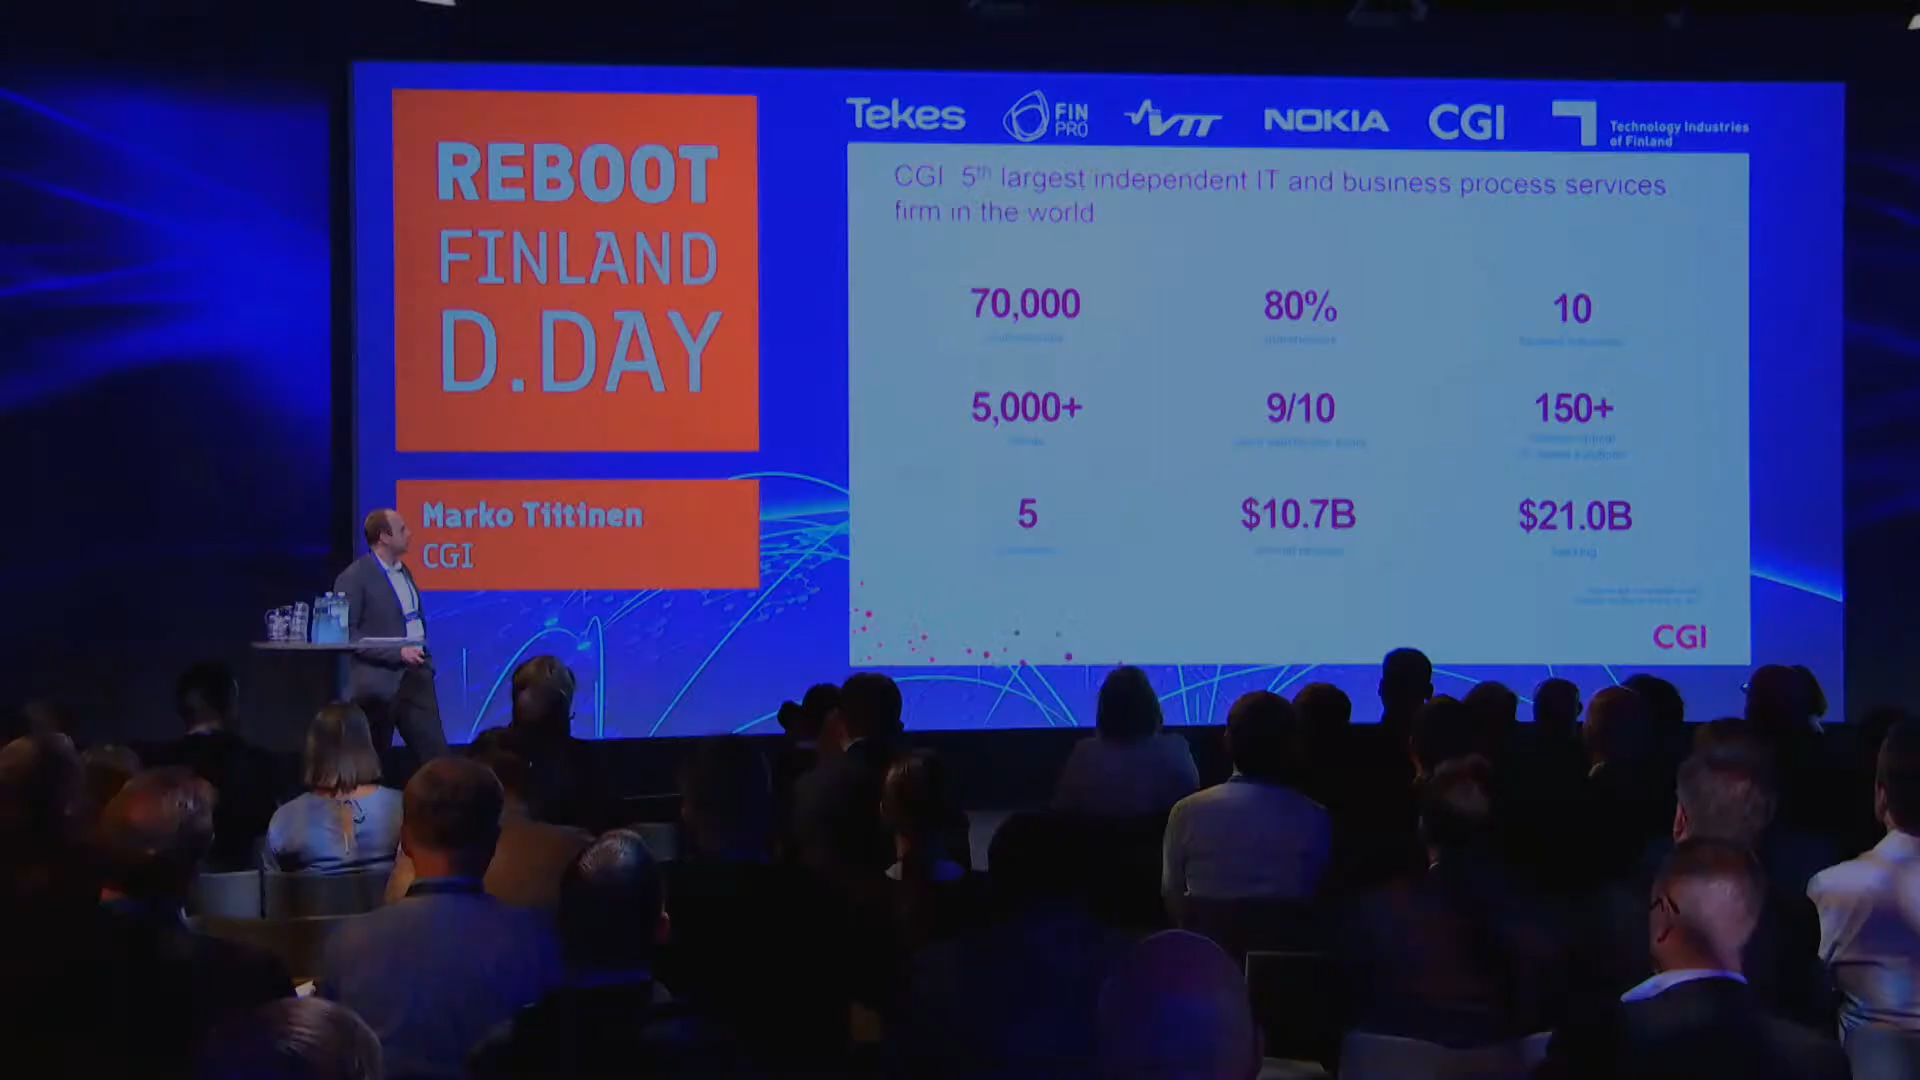 REBOOT
FINLAND
D.DAY
Marko Tiitinen
CGI
Tekes
FIN
PRO
VTT
NOKIA
CGI
Technology Industries
of Finland
CGI 5th largest independent IT and business process services
firm in the world
70,000
80%
10
5,000+
9/10
150+
5
$10.7B
$21.0B
CGI